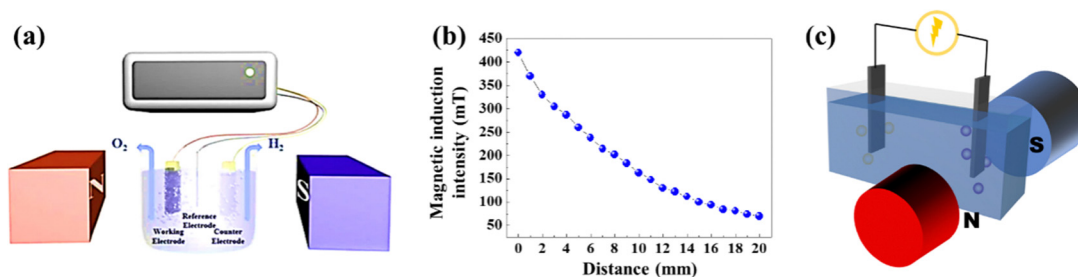 (a)
O₂
H₂
N
S
Reference
Electrode
Working
Electrode
Counter
Electrode
(b)
Magnetic induction
intensity (mT)
450
400
350
300
250
200
150
100
50
0 2 4 6 8 10 12 14 16 18 20
Distance (mm)
(c)
S
N